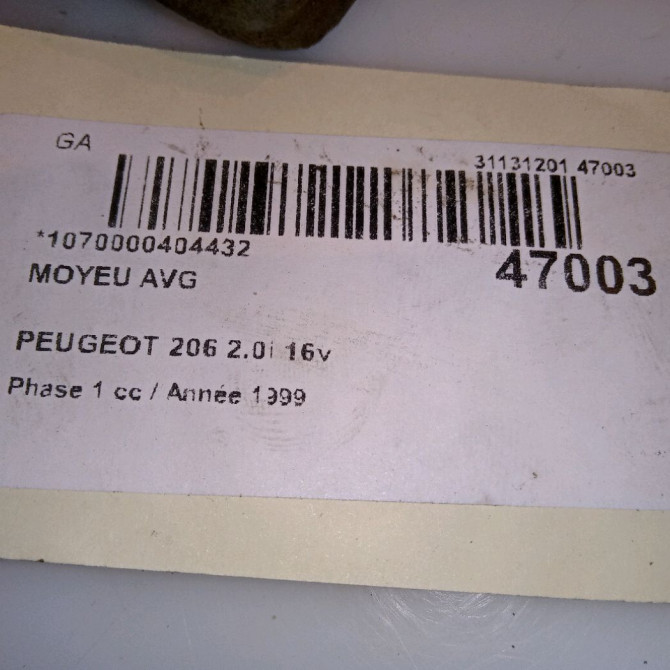 GA
31131201 47003
*1070000404432
47003
MOYEU AVG
PEUGEOT 206 2.0i 16v
Phase 1 cc / Année 1999